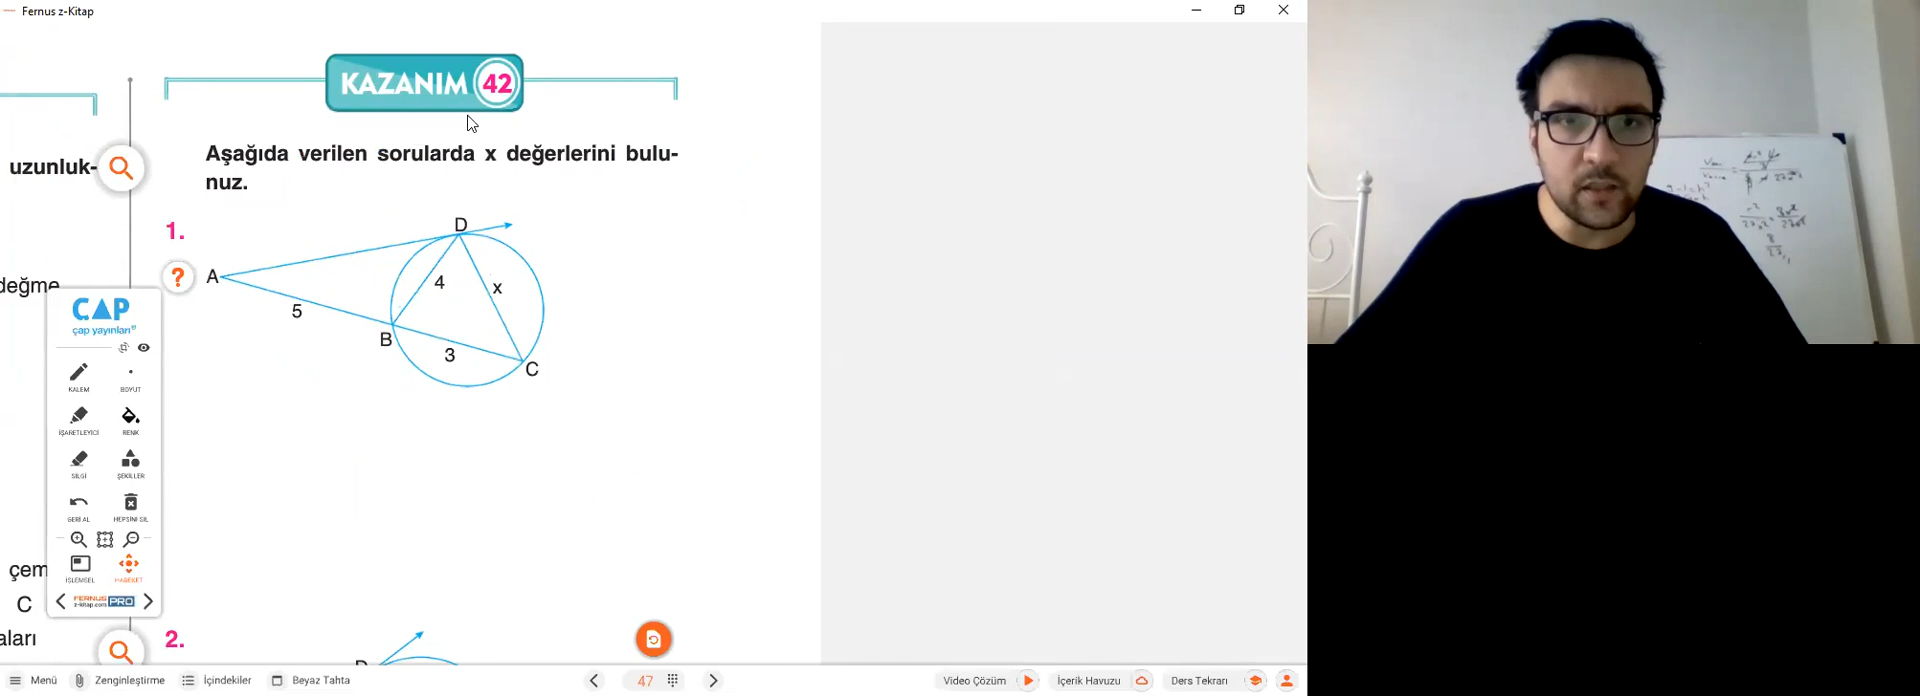 Fernus z-Kitap
KAZANIM 42
uzunluk-
Aşağıda verilen sorularda x değerlerini bulu-
nuz.
1.
D
A
4
x
5
B
3
C
değme
?
CAP
çap yayınları
KALEM
BOYUT
İŞARETLEYİCİ
RENK
SİLGİ
ŞEKİLLER
GERİ AL
HEPSİNİ SİL
İŞLEMSEL
HAREKET
FERNUS
z-kitap.com PRO
çem
C
aları
2.
D
Menü
Zenginleştirme
İçindekiler
Beyaz Tahta
47
Video Çözüm
İçerik Havuzu
Ders Tekrarı